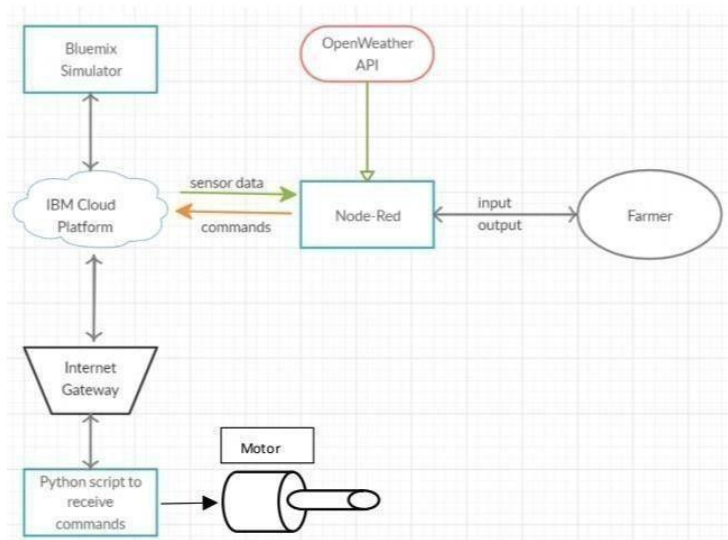 Bluemix
Simulator
OpenWeather
API
IBM Cloud
Platform
sensor data
commands
Node-Red
input
output
Farmer
Internet
Gateway
Python script to
receive
commands
Motor